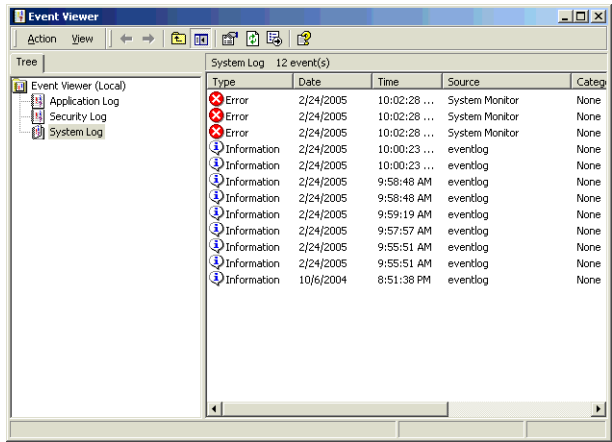 Event Viewer
Action View
Tree
System Log 12 event(s)
Event Viewer (Local)
Application Log
Security Log
System Log
Type Date Time Source Catego
Error 2/24/2005 10:02:28 ... System Monitor None
Error 2/24/2005 10:02:28 ... System Monitor None
Error 2/24/2005 10:02:28 ... System Monitor None
Information 2/24/2005 10:00:23 ... eventlog None
Information 2/24/2005 10:00:23 ... eventlog None
Information 2/24/2005 9:58:48 AM eventlog None
Information 2/24/2005 9:58:48 AM eventlog None
Information 2/24/2005 9:59:19 AM eventlog None
Information 2/24/2005 9:57:57 AM eventlog None
Information 2/24/2005 9:55:51 AM eventlog None
Information 2/24/2005 9:55:51 AM eventlog None
Information 10/6/2004 8:51:38 PM eventlog None